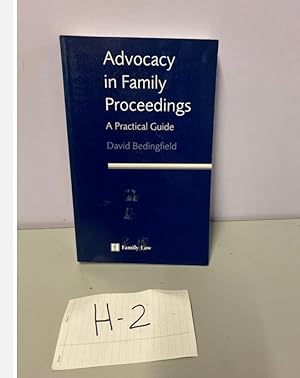 Advocacy
in Family
Proceedings
A Practical Guide
David Bedingfield
Family Law
H-2